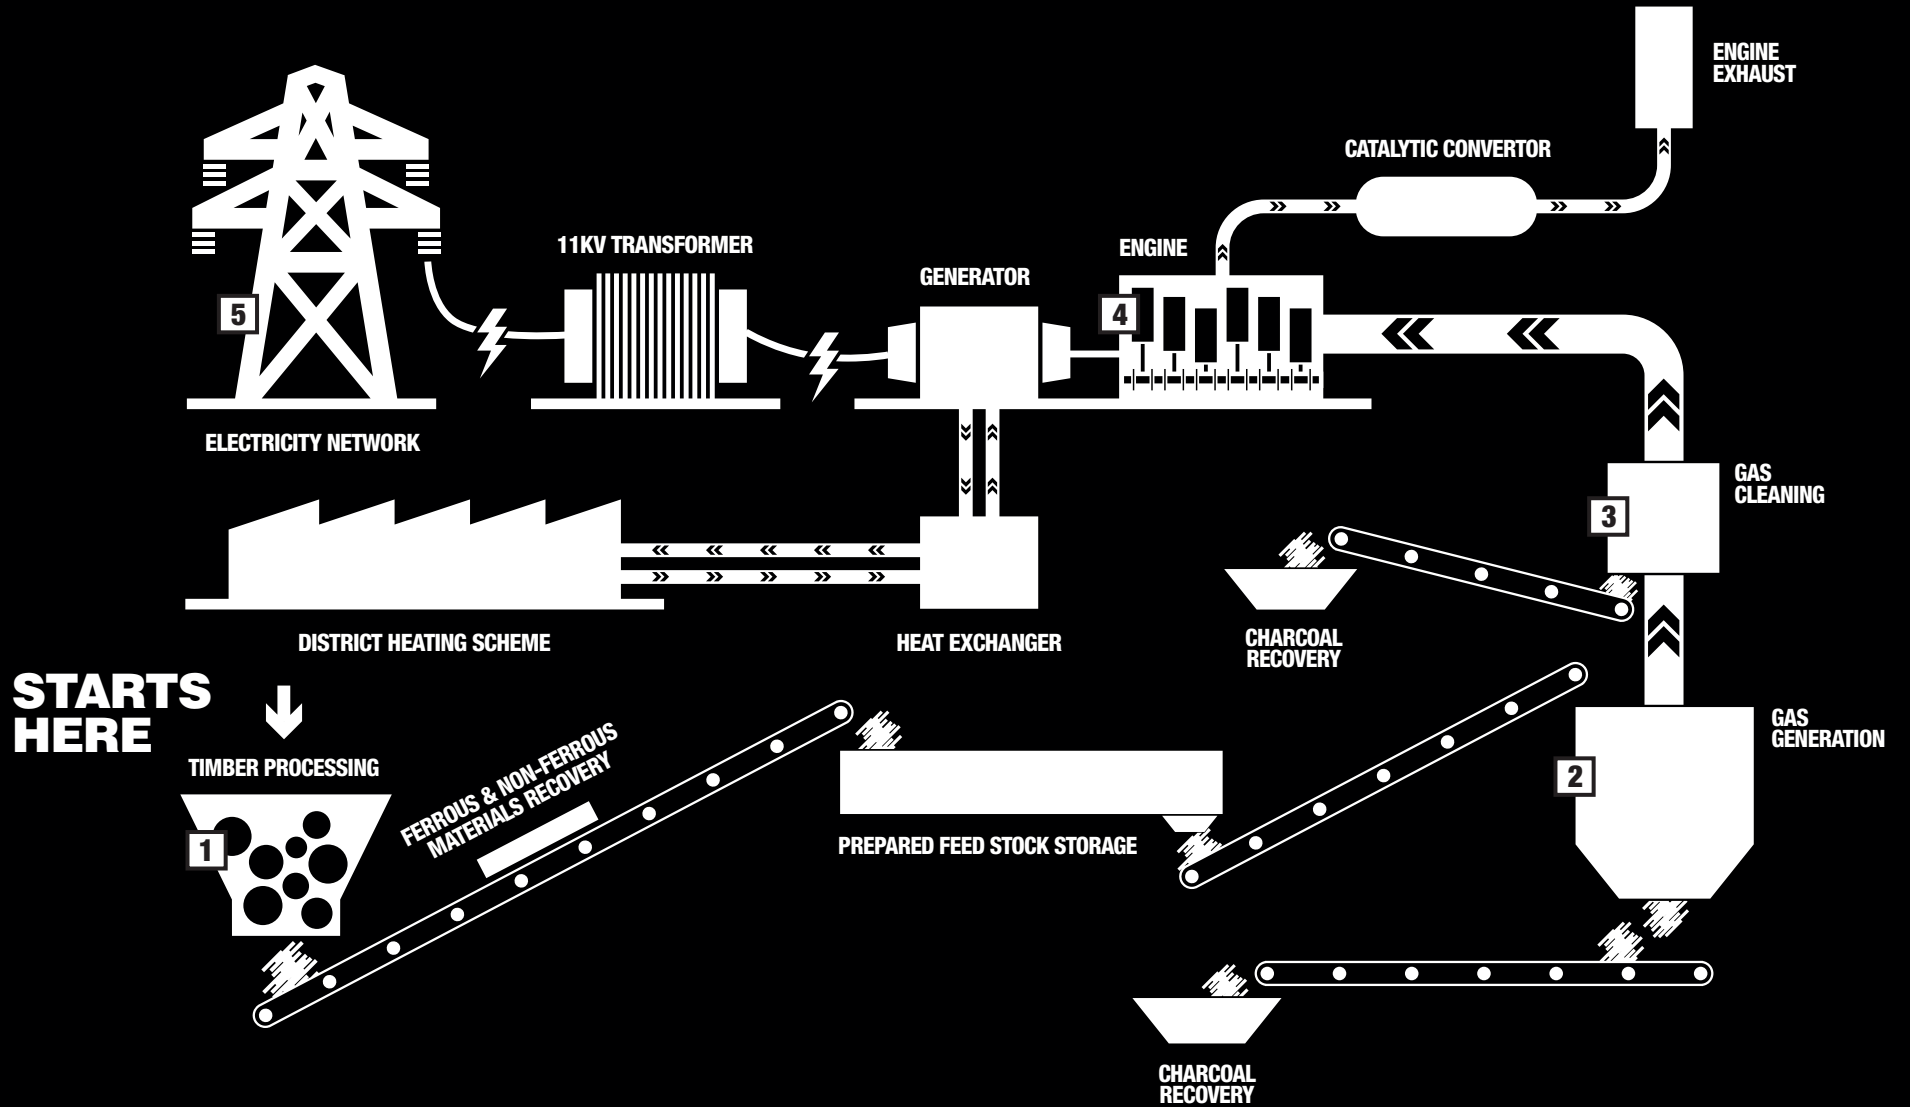 ENGINE
EXHAUST
CATALYTIC CONVERTOR
11KV TRANSFORMER
GENERATOR
ENGINE
5
4
ELECTRICITY NETWORK
GAS
CLEANING
3
DISTRICT HEATING SCHEME
HEAT EXCHANGER
CHARCOAL
RECOVERY
STARTS
HERE
TIMBER PROCESSING
1
FERROUS & NON-FERROUS
MATERIALS RECOVERY
PREPARED FEED STOCK STORAGE
GAS
GENERATION
2
CHARCOAL
RECOVERY